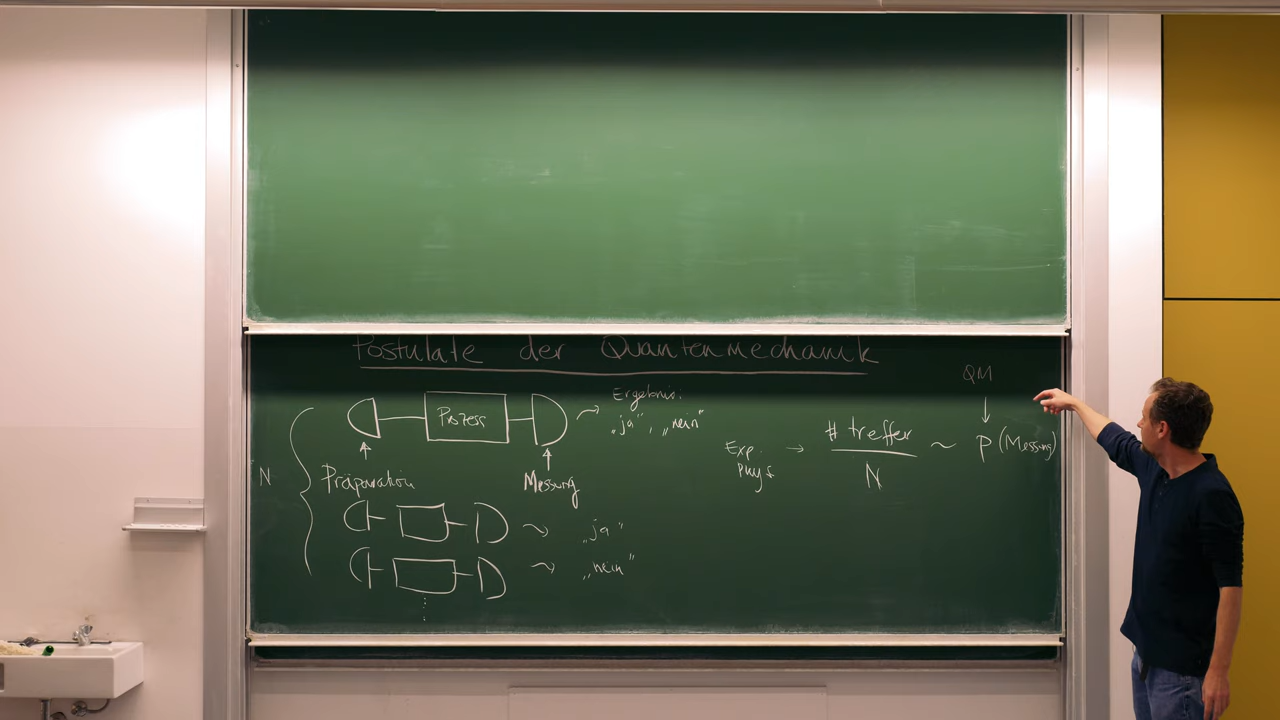 Postulate der Quantenmechanik
Prozess
Ergebnis:
„ja“, „nein“
N
Präparation
Messung
„ja“
„nein“
⋮
Exp. →
Phys
# treffer
N
~
QM
↓
p (Messung)